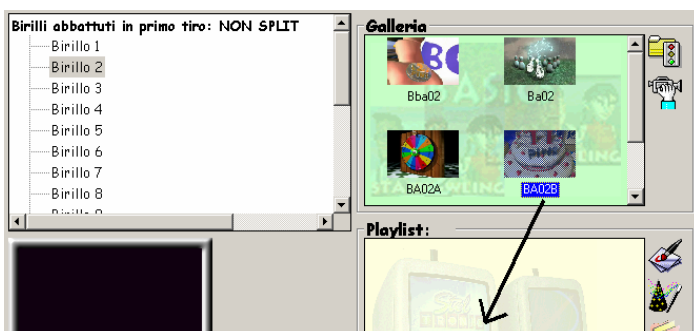 Birilli abbattuti in primo tiro: NON SPLIT
Birillo 1
Birillo 2
Birillo 3
Birillo 4
Birillo 5
Birillo 6
Birillo 7
Birillo 8
Galleria
Bba02
Ba02
BA02A
BA02B
Playlist: